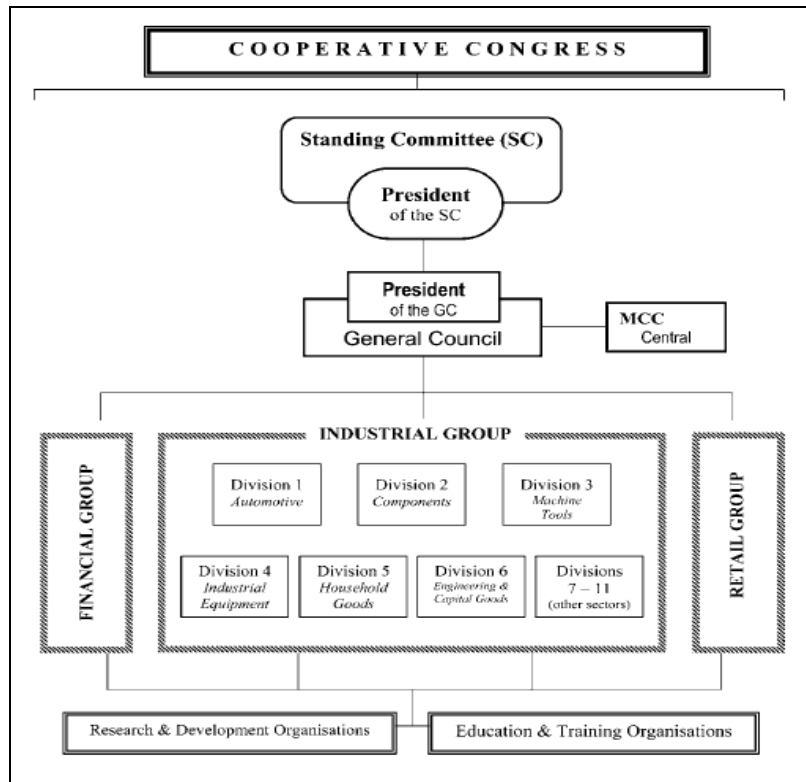 COOPERATIVE CONGRESS
Standing Committee (SC)
President
of the SC
President
of the GC
General Council
MCC
Central
FINANCIAL GROUP
INDUSTRIAL GROUP
Division 1
Automotive
Division 2
Components
Division 3
Machine
Tools
Division 4
Industrial
Equipment
Division 5
Household
Goods
Division 6
Engineering &
Capital Goods
Divisions
7 – 11
(other sectors)
RETAIL GROUP
Research & Development Organisations
Education & Training Organisations